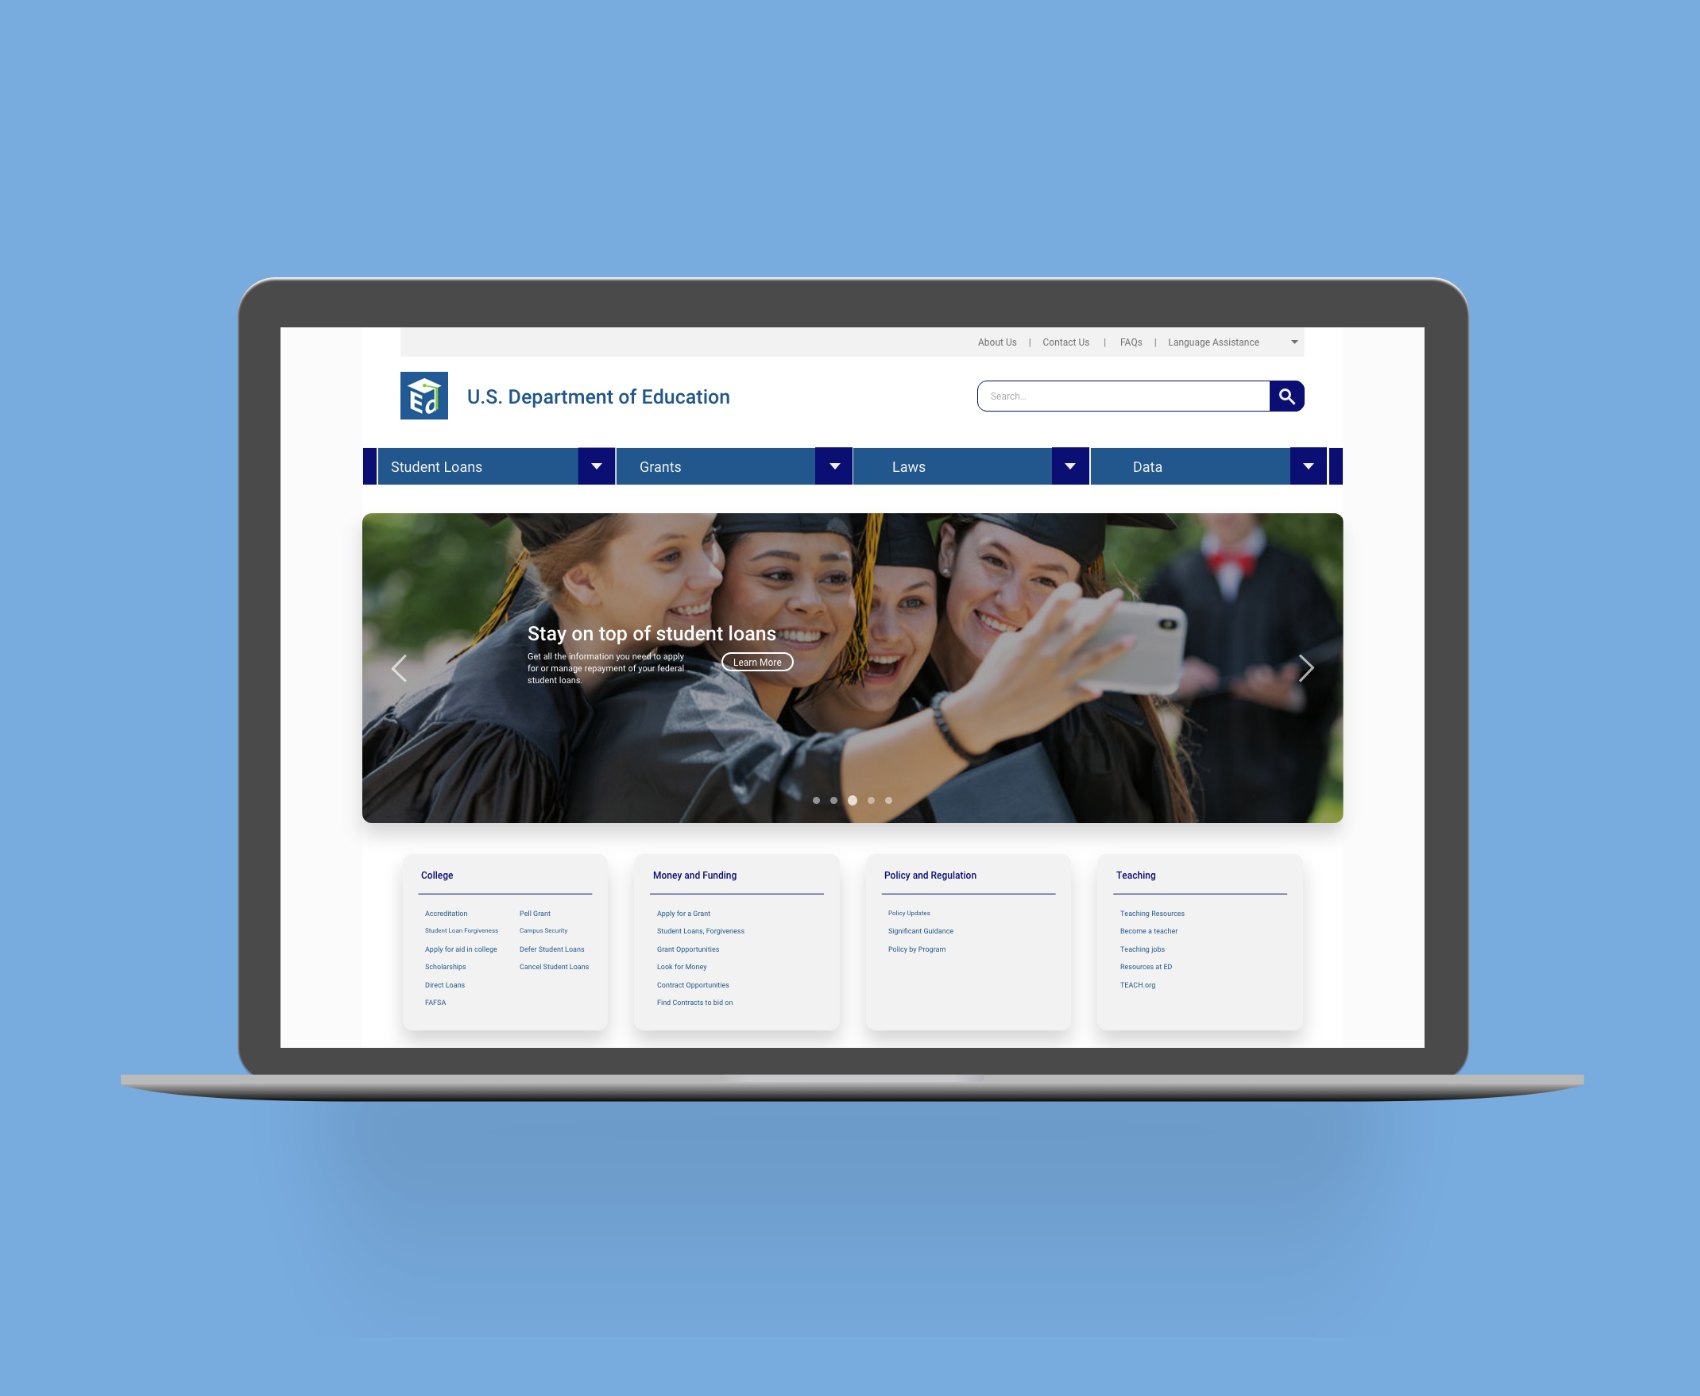 About Us | Contact Us | FAQs | Language Assistance
Ed
U.S. Department of Education
Search...
Student Loans
Grants
Laws
Data
Stay on top of student loans
Get all the information you need to apply
for or manage repayment of your federal
student loans.
Learn More
College
Accreditation
Student Loan Forgiveness
Apply for aid in college
Scholarships
Direct Loans
FAFSA
Pell Grant
Campus Security
Defer Student Loans
Cancel Student Loans
Money and Funding
Apply for a Grant
Student Loans, Forgiveness
Grant Opportunities
Look for Money
Contract Opportunities
Find Contracts to bid on
Policy and Regulation
Policy Updates
Significant Guidance
Policy by Program
Teaching
Teaching Resources
Become a teacher
Teaching jobs
Resources at ED
TEACH.org